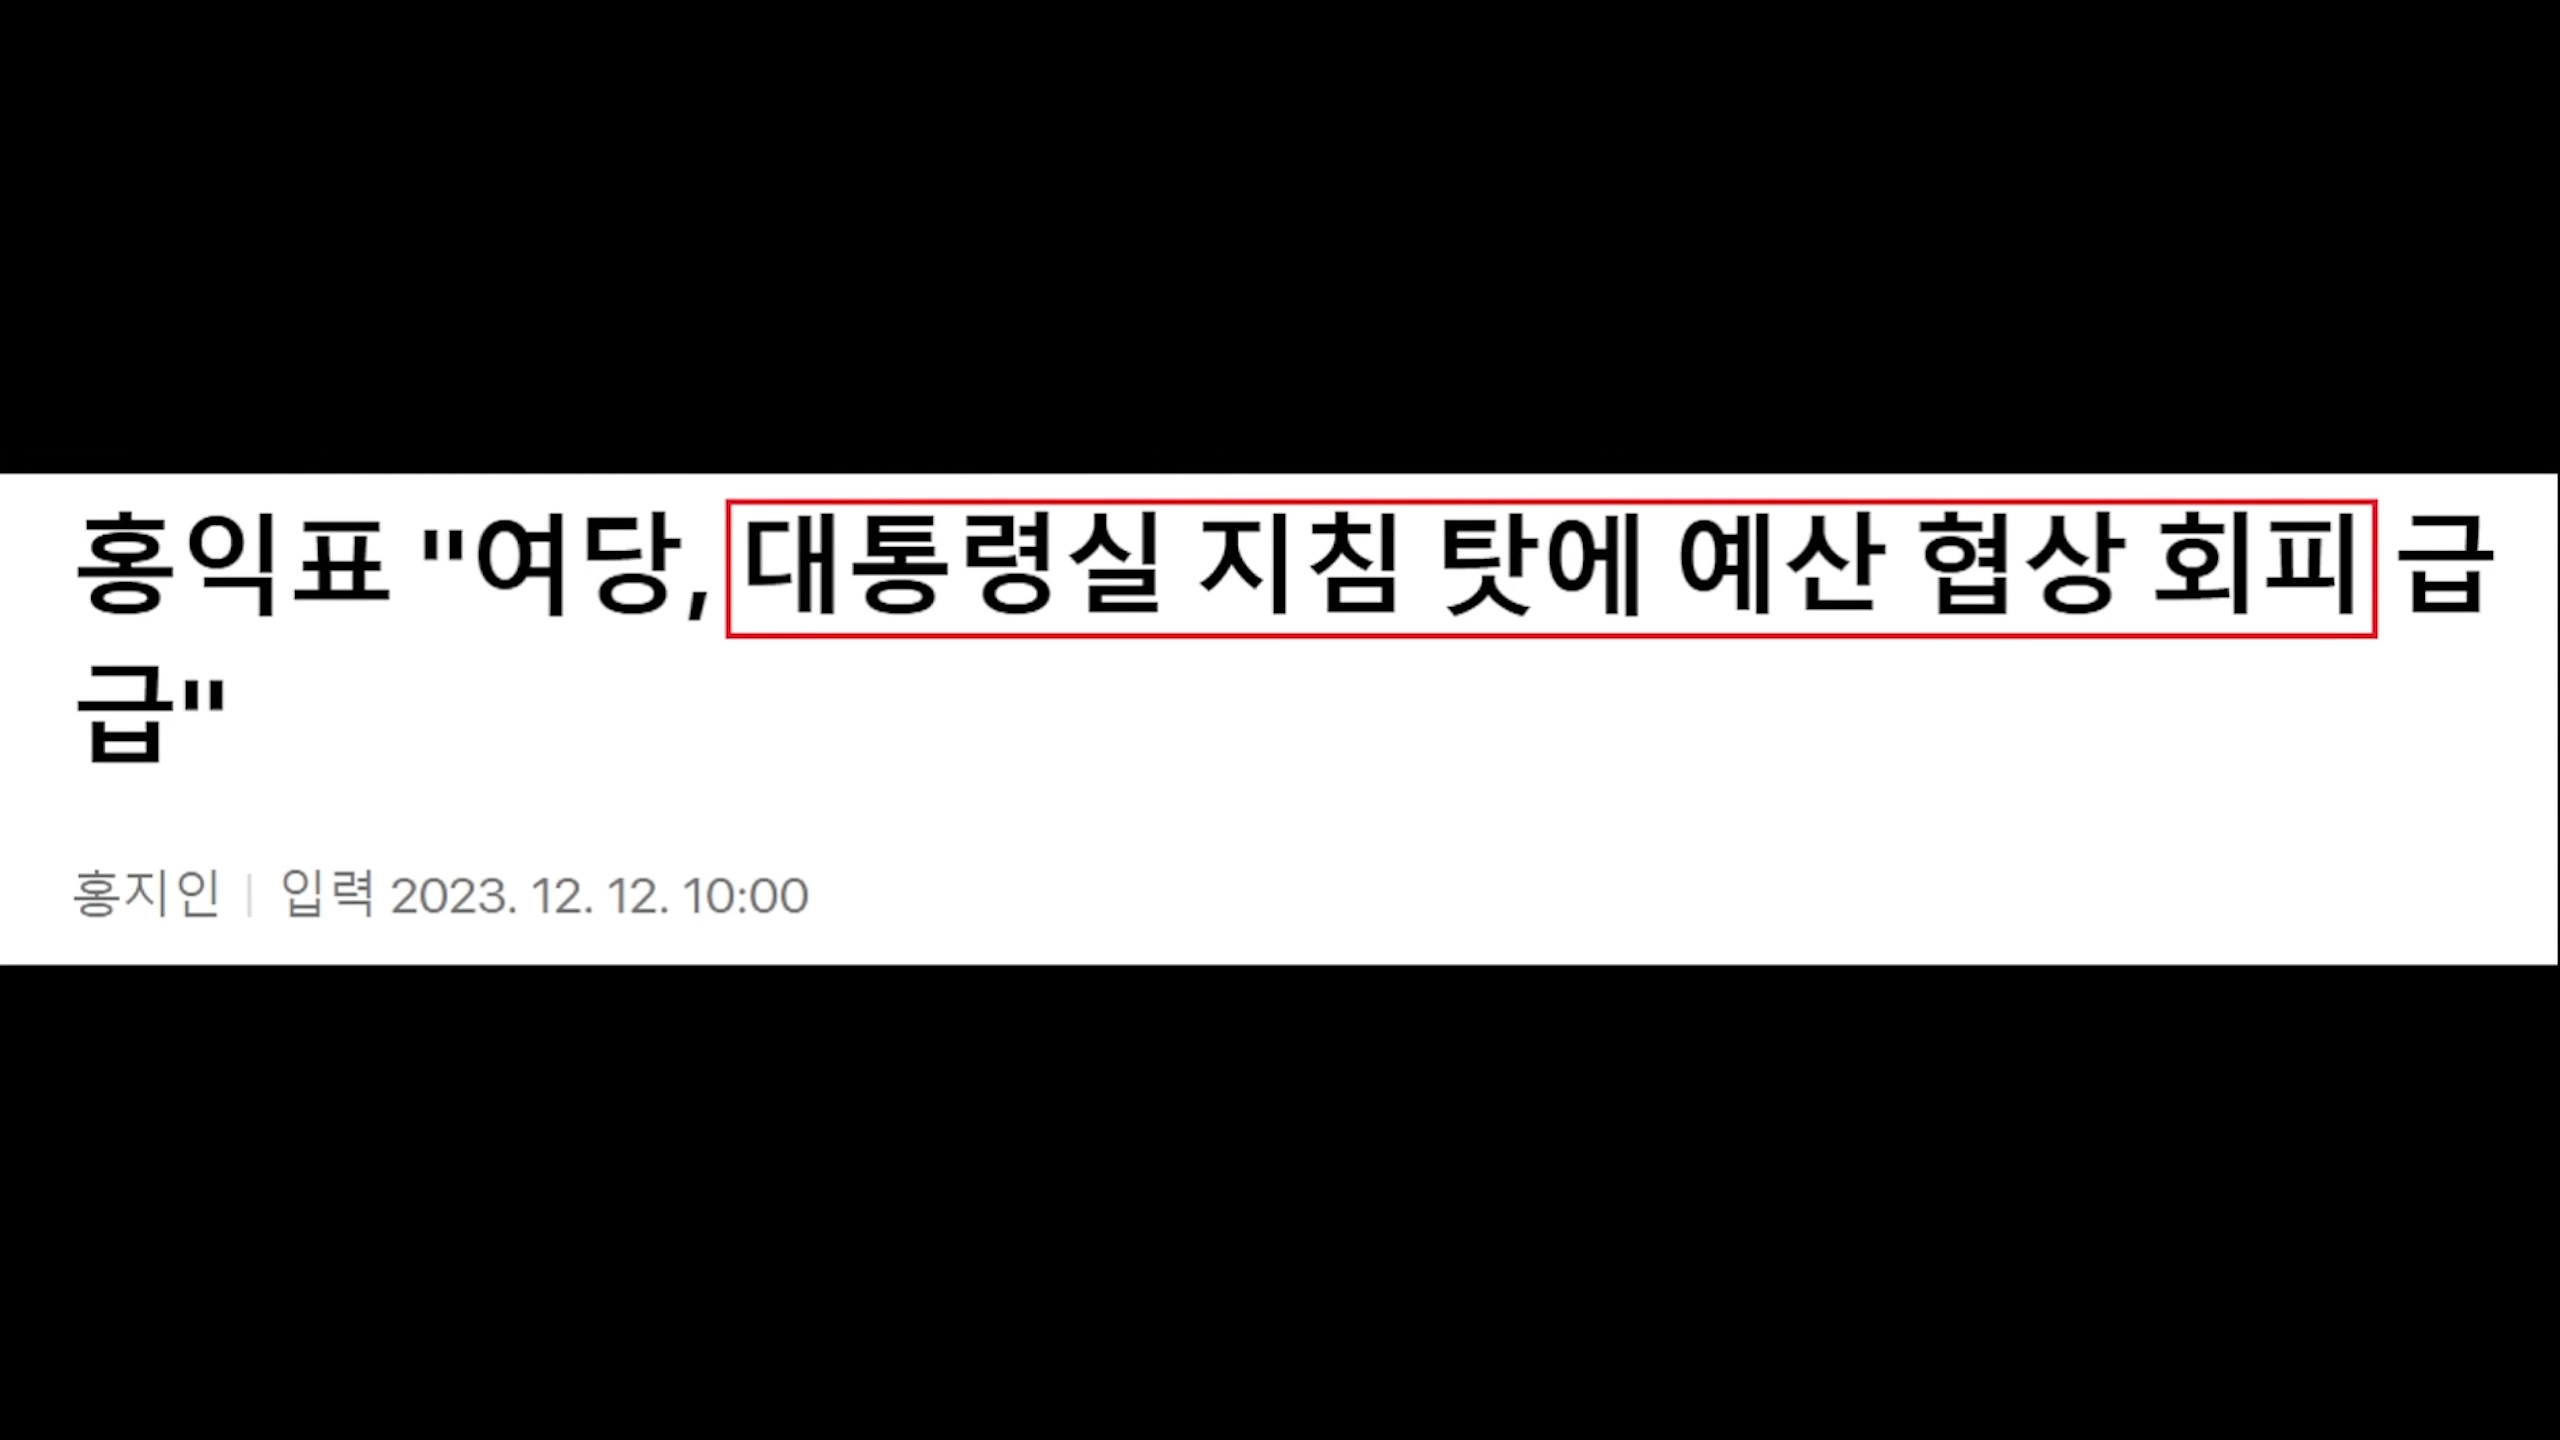 홍익표 "여당, 대통령실 지침 탓에 예산 협상 회피 급
급"
홍지인 | 입력 2023. 12. 12. 10:00